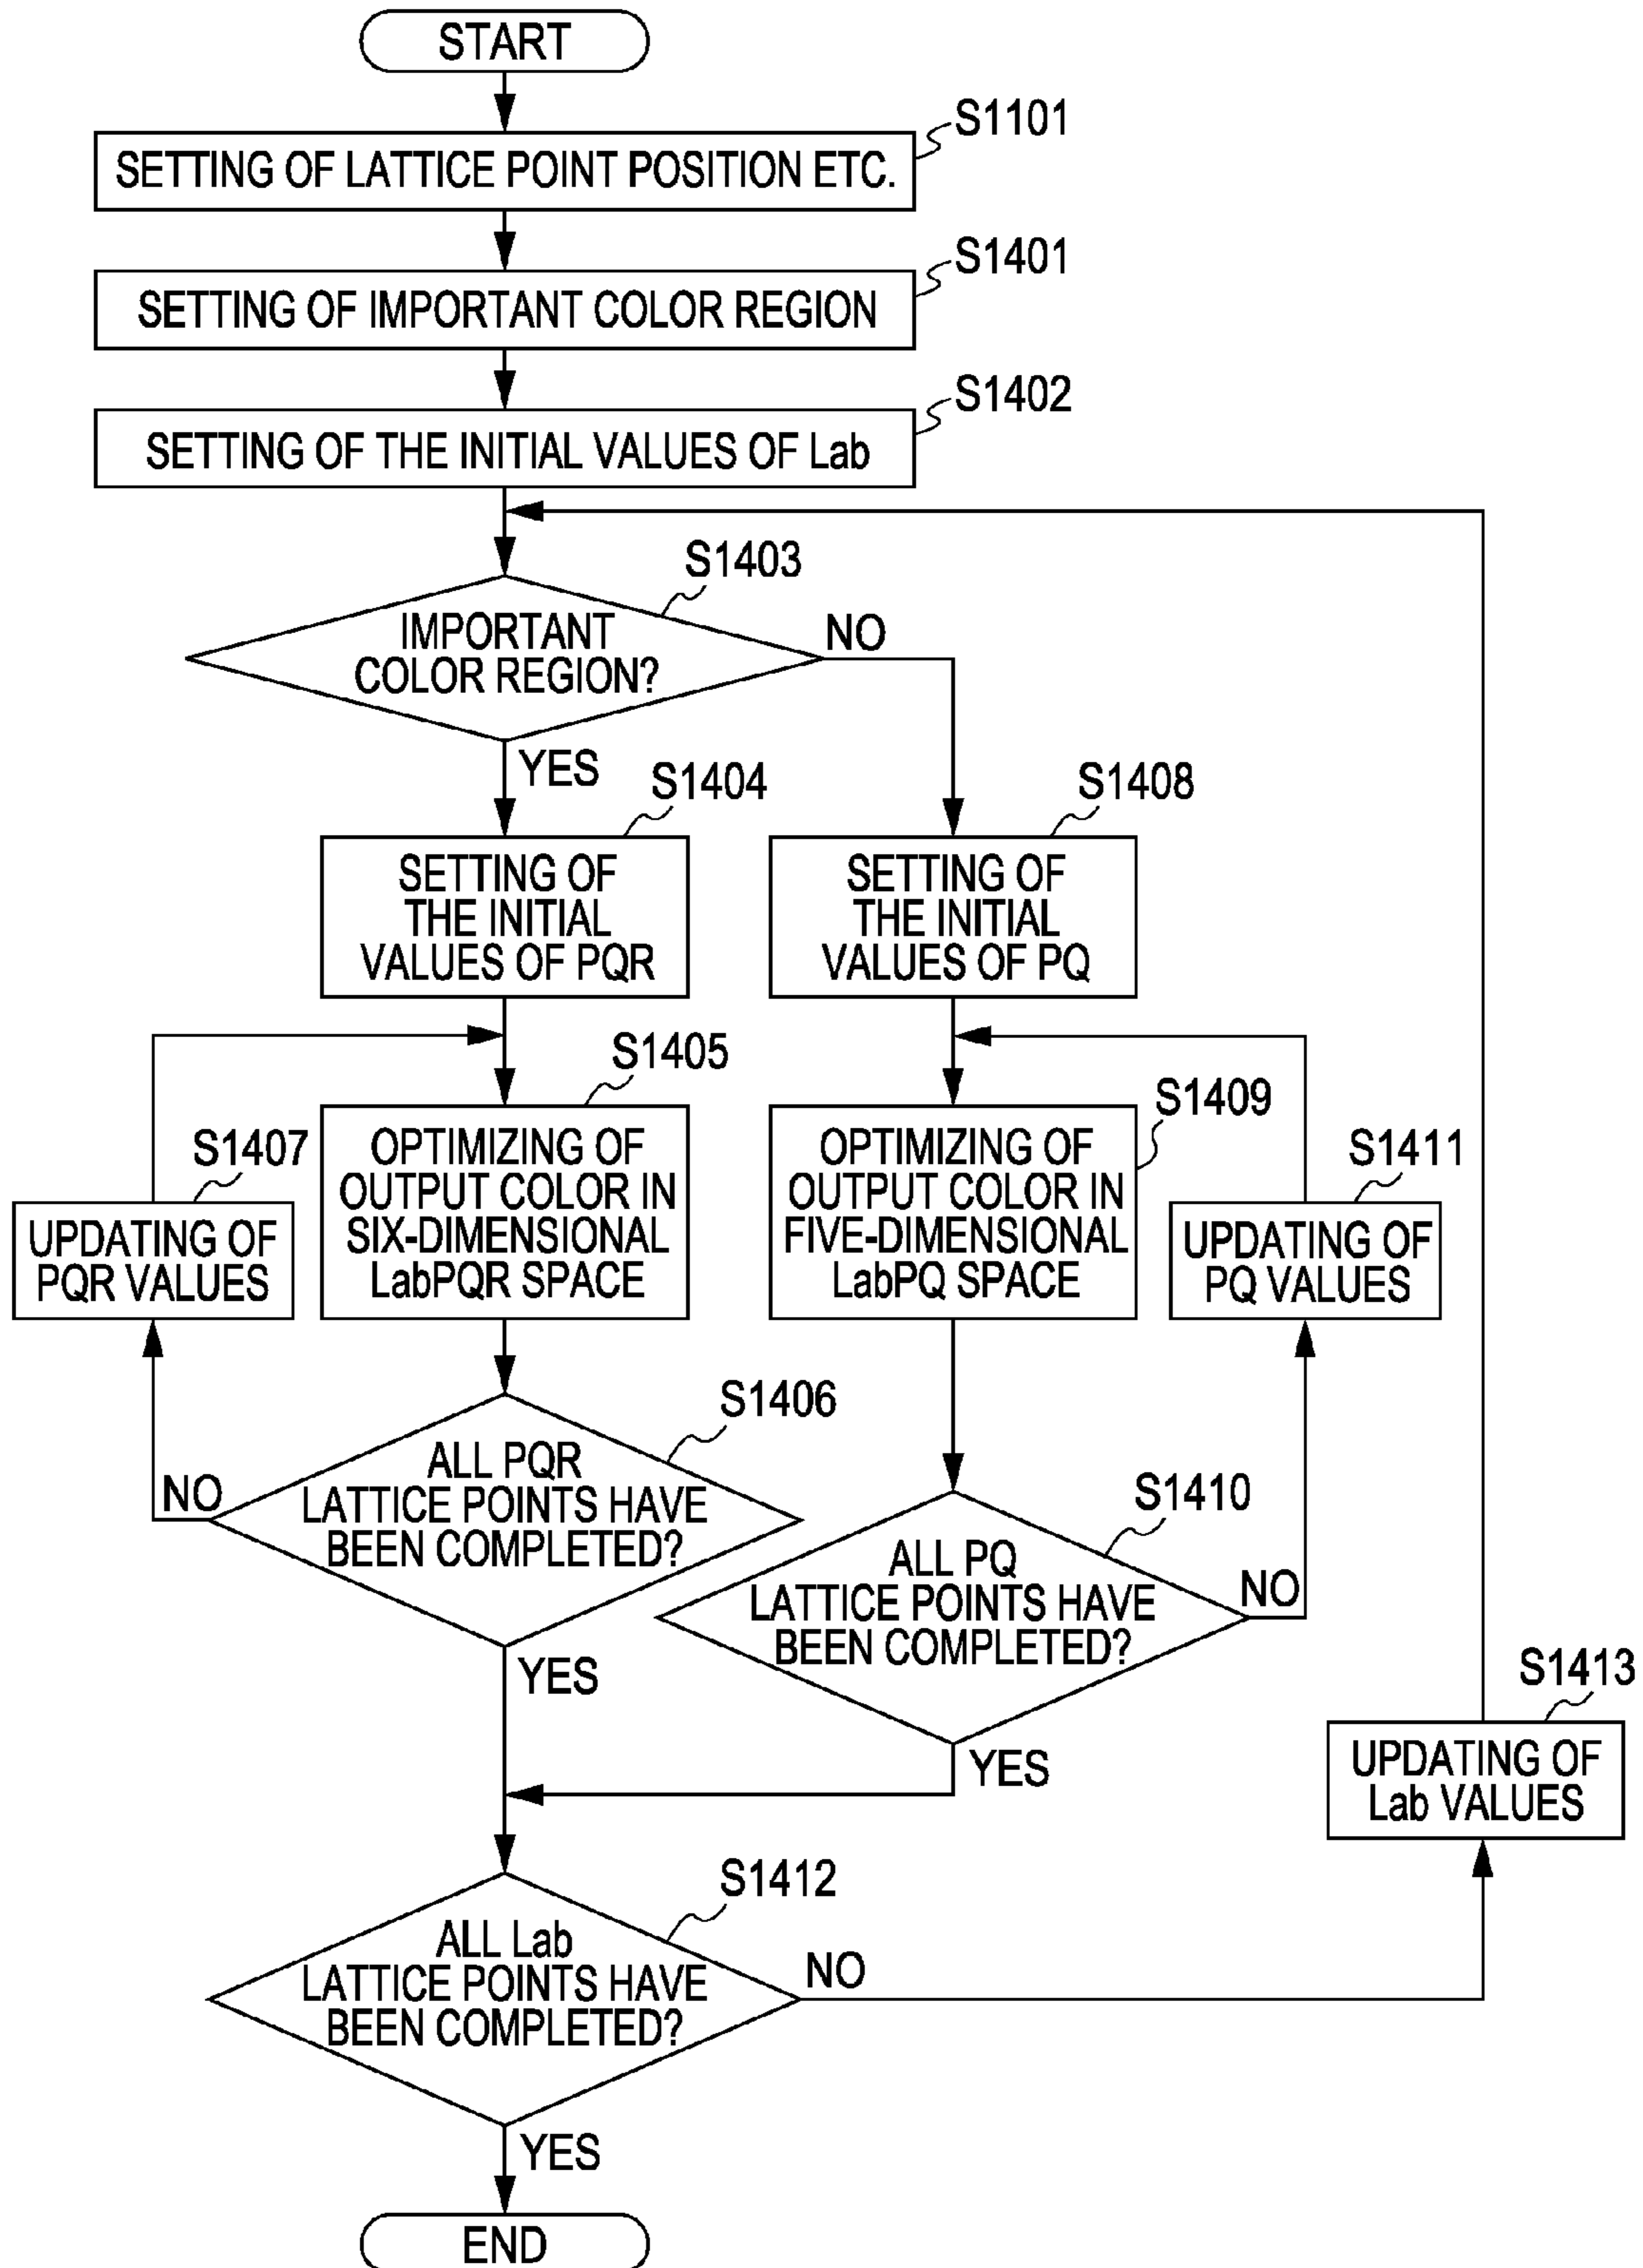 START
S1101
SETTING OF LATTICE POINT POSITION ETC.
S1401
SETTING OF IMPORTANT COLOR REGION
S1402
SETTING OF THE INITIAL VALUES OF Lab
S1403
IMPORTANT
COLOR REGION?
NO
YES
S1404
SETTING OF
THE INITIAL
VALUES OF PQR
S1408
SETTING OF
THE INITIAL
VALUES OF PQ
S1405
OPTIMIZING OF
OUTPUT COLOR IN
SIX-DIMENSIONAL
LabPQR SPACE
S1407
UPDATING OF
PQR VALUES
S1409
OPTIMIZING OF
OUTPUT COLOR IN
FIVE-DIMENSIONAL
LabPQ SPACE
S1411
UPDATING OF
PQ VALUES
S1406
ALL PQR
LATTICE POINTS HAVE
BEEN COMPLETED?
NO
YES
S1410
ALL PQ
LATTICE POINTS HAVE
BEEN COMPLETED?
NO
YES
S1413
UPDATING OF
Lab VALUES
S1412
ALL Lab
LATTICE POINTS HAVE
BEEN COMPLETED?
NO
YES
END